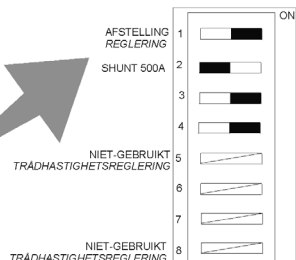 ON
AFSTELLING 1
REGLERING
SHUNT 500A 2
3
4
NIET-GEBRUIKT 5
TRÅDHASTIGHETSREGLERING
6
7
NIET-GEBRUIKT 8
TRÅDHASTIGHETSREGLERING